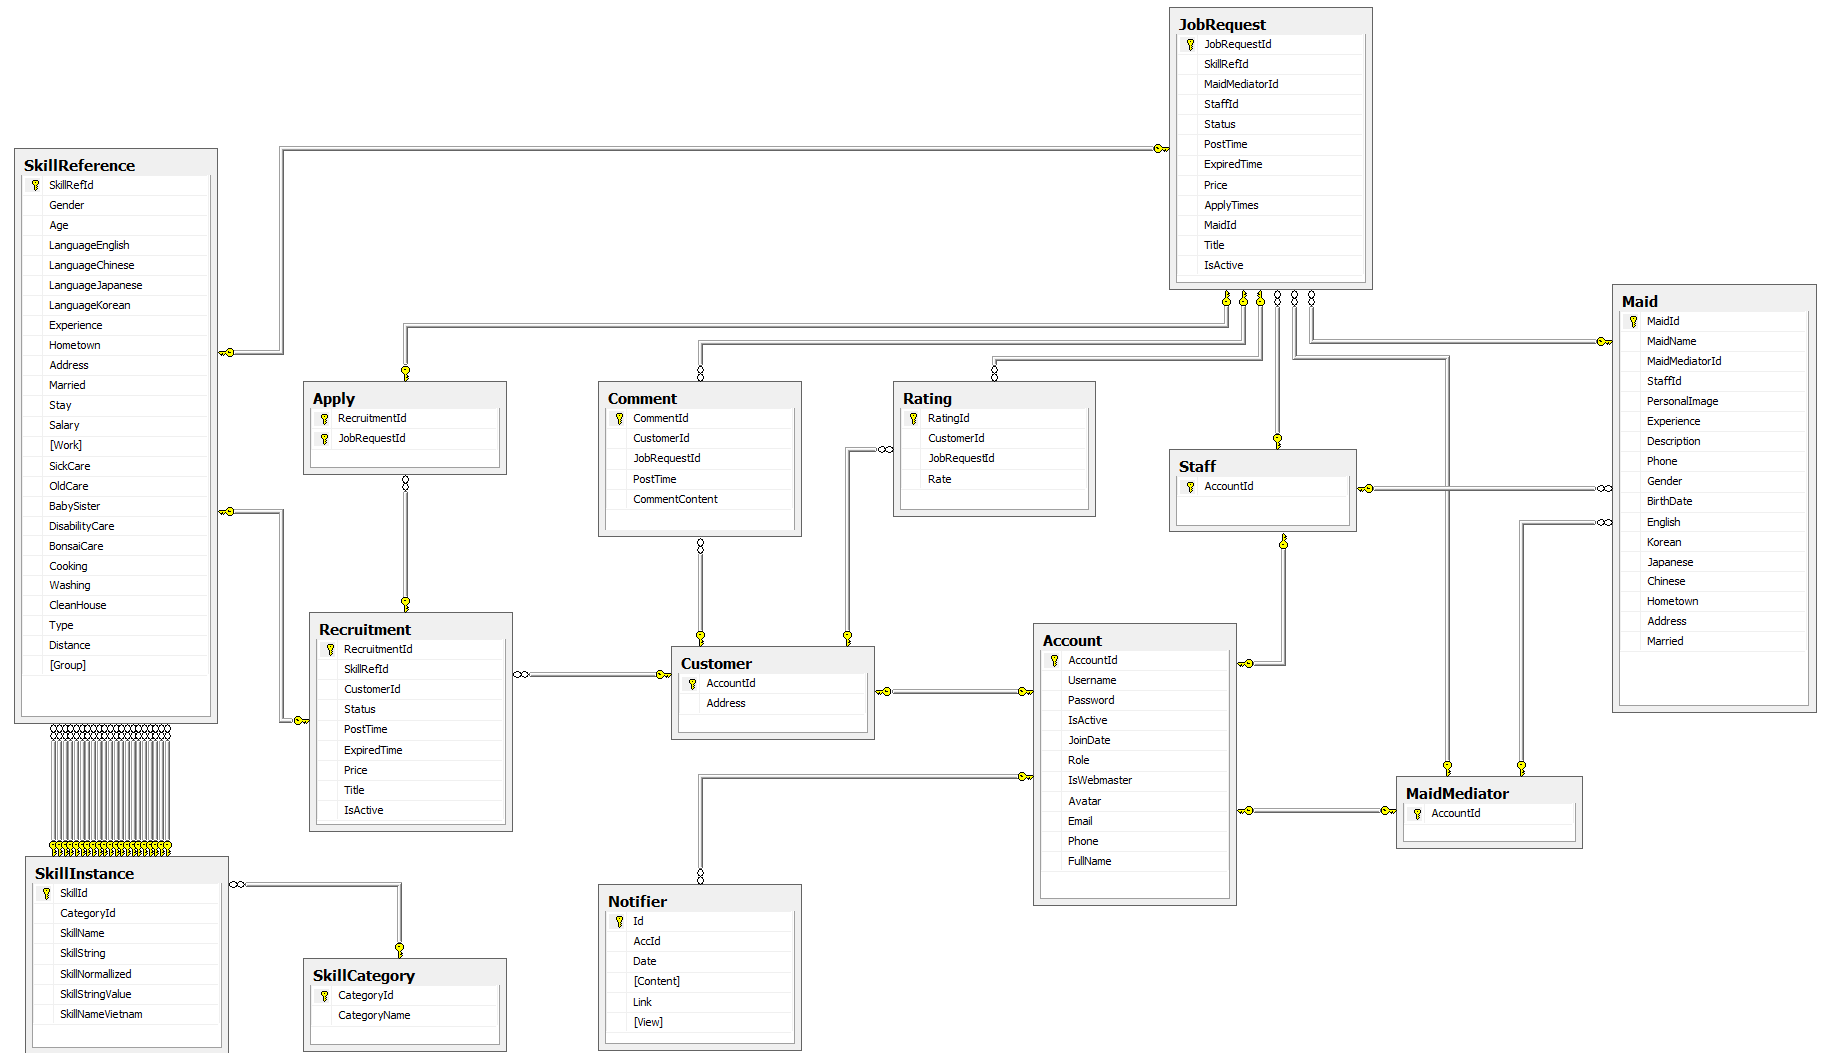 JobRequest
JobRequestId
SkillRefId
MaidMediatorId
StaffId
Status
PostTime
ExpiredTime
Price
ApplyTimes
MaidId
Title
IsActive
SkillReference
SkillRefId
Gender
Age
LanguageEnglish
LanguageChinese
LanguageJapanese
LanguageKorean
Experience
Hometown
Address
Married
Stay
Salary
[Work]
SickCare
OldCare
BabySister
DisabilityCare
BonsaiCare
Cooking
Washing
CleanHouse
Type
Distance
[Group]
Maid
MaidId
MaidName
MaidMediatorId
StaffId
PersonalImage
Experience
Description
Phone
Gender
BirthDate
English
Korean
Japanese
Chinese
Hometown
Address
Married
Apply
RecruitmentId
JobRequestId
Comment
CommentId
CustomerId
JobRequestId
PostTime
CommentContent
Rating
RatingId
CustomerId
JobRequestId
Rate
Staff
AccountId
Recruitment
RecruitmentId
SkillRefId
CustomerId
Status
PostTime
ExpiredTime
Price
Title
IsActive
Customer
AccountId
Address
Account
AccountId
Username
Password
IsActive
JoinDate
Role
IsWebmaster
Avatar
Email
Phone
FullName
MaidMediator
AccountId
SkillInstance
SkillId
CategoryId
SkillName
SkillString
SkillNormallized
SkillStringValue
SkillNameVietnam
SkillCategory
CategoryId
CategoryName
Notifier
Id
AccId
Date
[Content]
Link
[View]